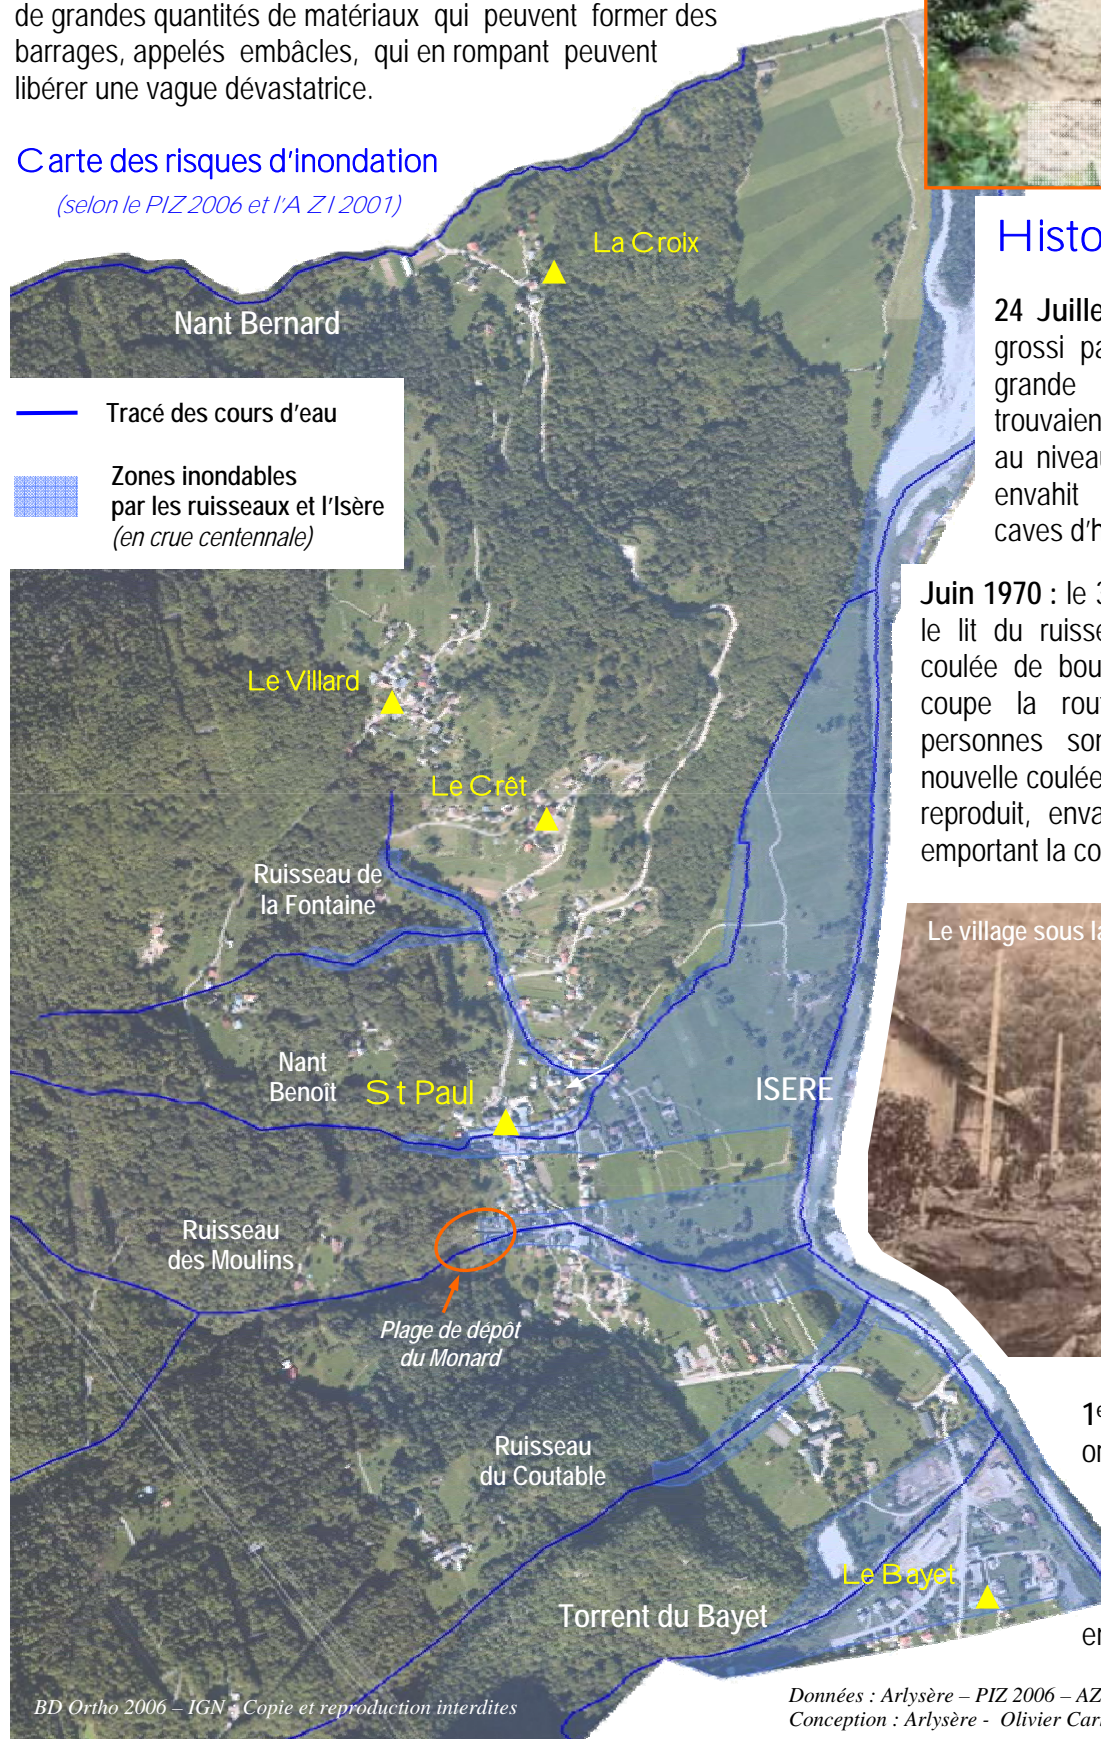 de grandes quantités de matériaux qui peuvent former des
barrages, appelés embâcles, qui en rompant peuvent
libérer une vague dévastatrice.
Carte des risques d'inondation
(selon le PIZ 2006 et l'AZI 2001)
La Croix
Nant Bernard
Tracé des cours d'eau
Zones inondables
par les ruisseaux et l'Isère
(en crue centennale)
Le Villard
Le Crêt
Ruisseau de
la Fontaine
Nant
Benoît
St Paul
ISERE
Ruisseau
des Moulins
Plage de dépôt
du Monard
Ruisseau
du Coutable
Le Bayet
Torrent du Bayet
BD Ortho 2006 – IGN - Copie et reproduction interdites
Histo
24 Juille
grossi pa
grande
trouvaien
au niveau
envahit
caves d'h
Juin 1970 : le 3
le lit du ruisse
coulée de bou
coupe la rou
personnes son
nouvelle coulée
reproduit, enva
emportant la co
Le village sous la
1e
on
en
Données : Arlysère – PIZ 2006 – AZ
Conception : Arlysère - Olivier Car